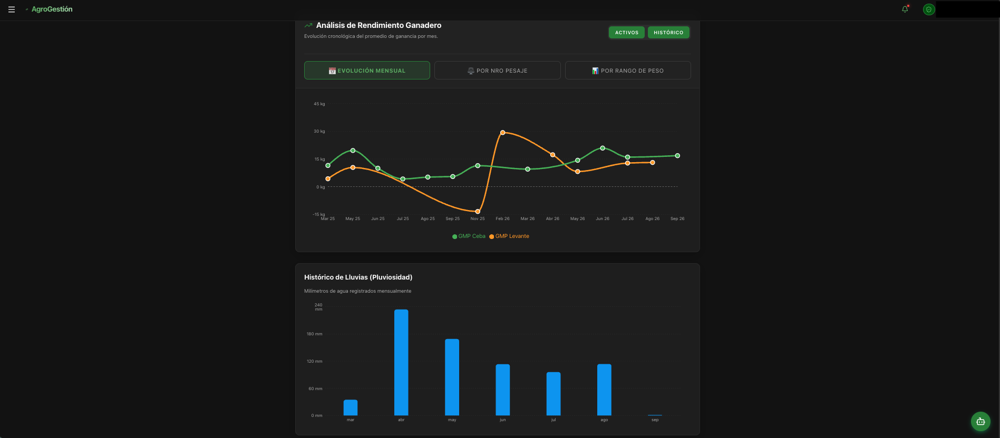 AgroGestión
Análisis de Rendimiento Ganadero
Evolución cronológica del promedio de ganancia por mes.
ACTIVOS
HISTÓRICO
EVOLUCIÓN MENSUAL
POR NRO PESAJE
POR RANGO DE PESO
45 kg
30 kg
15 kg
0 kg
-15 kg
Mar 25 May 25 Jun 25 Jul 25 Ago 25 Sep 25 Nov 25 Feb 26 Mar 26 Abr 26 May 26 Jun 26 Jul 26 Ago 26 Sep 26
GMP Ceba GMP Levante
Histórico de Lluvias (Pluviosidad)
Milímetros de agua registrados mensualmente
240
mm
180 mm
120 mm
60 mm
0 mm
mar abr may jun jul ago sep